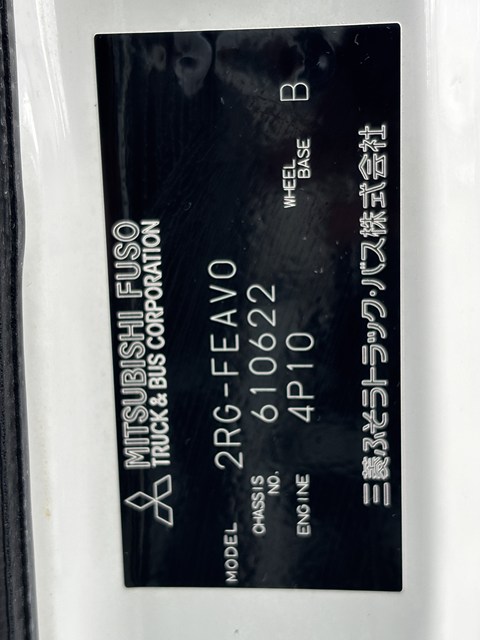 MITSUBISHI FUSO
TRUCK & BUS CORPORATION
MODEL 2RG-FEAV0
CHASSIS NO. 610622
ENGINE 4P10
WHEEL BASE B
三菱ふそうトラック・バス株式会社